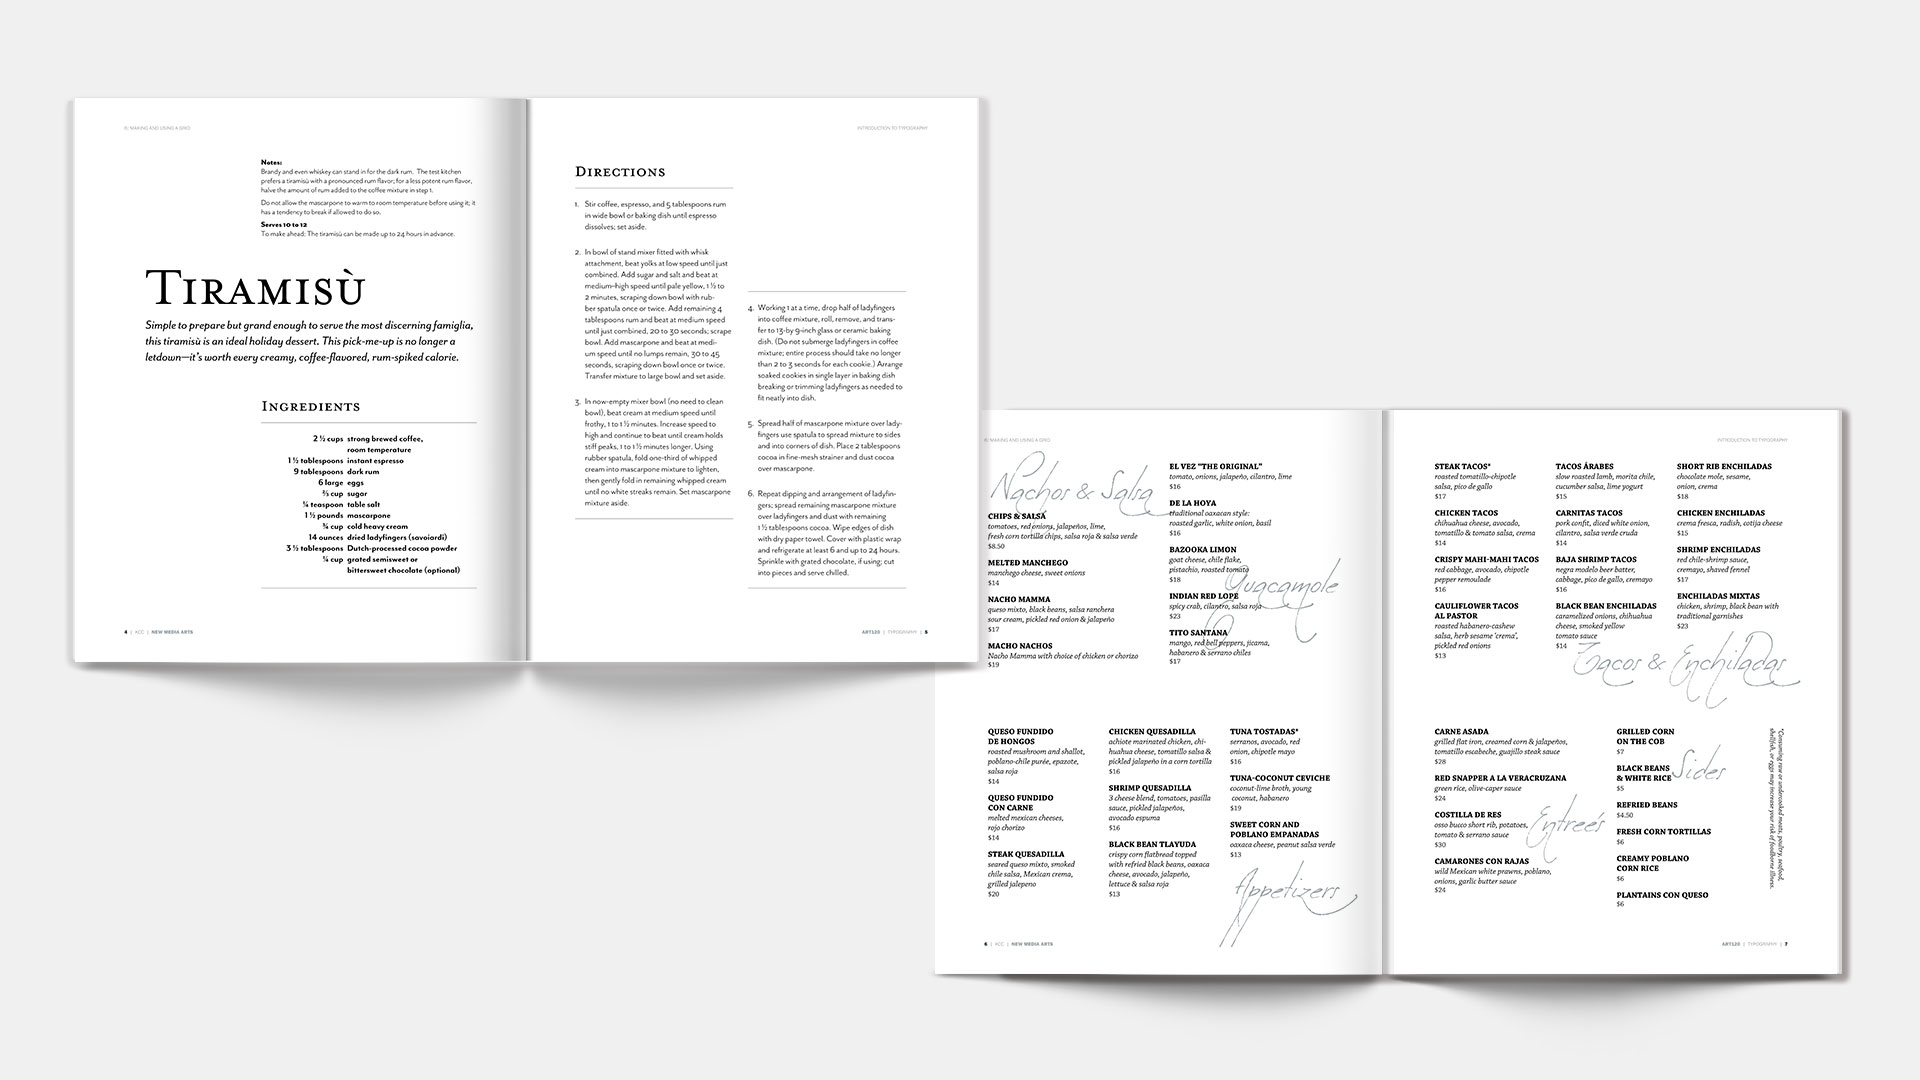 8| MAKING AND USING A GRID
Notes:
Brandy and even whiskey can stand in for the dark rum. The test kitchen
prefers a tiramisù with a pronounced rum flavor; for a less potent rum flavor,
halve the amount of rum added to the coffee mixture in step 1.
Do not allow the mascarpone to warm to room temperature before using it; it
has a tendency to break if allowed to do so.
Serves 10 to 12
To make ahead: The tiramisù can be made up to 24 hours in advance.
TIRAMISÙ
Simple to prepare but grand enough to serve the most discerning famiglia,
this tiramisù is an ideal holiday dessert. This pick-me-up is no longer a
letdown—it's worth every creamy, coffee-flavored, rum-spiked calorie.
INGREDIENTS
2 ½ cups strong brewed coffee,
room temperature
1 ½ tablespoons instant espresso
9 tablespoons dark rum
6 large eggs
⅔ cup sugar
¼ teaspoon table salt
1 ½ pounds mascarpone
¾ cup cold heavy cream
14 ounces dried ladyfingers (savoiardi)
3 ½ tablespoons Dutch-processed cocoa powder
¼ cup grated semisweet or
bittersweet chocolate (optional)
4 | KCC | NEW MEDIA ARTS
INTRODUCTION TO TYPOGRAPHY
DIRECTIONS
1. Stir coffee, espresso, and 5 tablespoons rum
in wide bowl or baking dish until espresso
dissolves; set aside.
2. In bowl of stand mixer fitted with whisk
attachment, beat yolks at low speed until just
combined. Add sugar and salt and beat at
medium-high speed until pale yellow, 1 ½ to
2 minutes, scraping down bowl with rub-
ber spatula once or twice. Add remaining 4
tablespoons rum and beat at medium speed
until just combined, 20 to 30 seconds; scrape
bowl. Add mascarpone and beat at medi-
um speed until no lumps remain, 30 to 45
seconds, scraping down bowl once or twice.
Transfer mixture to large bowl and set aside.
3. In now-empty mixer bowl (no need to clean
bowl), beat cream at medium speed until
frothy, 1 to 1 ½ minutes. Increase speed to
high and continue to beat until cream holds
stiff peaks, 1 to 1 ½ minutes longer. Using
rubber spatula, fold one-third of whipped
cream into mascarpone mixture to lighten,
then gently fold in remaining whipped cream
until no white streaks remain. Set mascarpone
mixture aside.
4. Working 1 at a time, drop half of ladyfingers
into coffee mixture, roll, remove, and trans-
fer to 13-by 9-inch glass or ceramic baking
dish. (Do not submerge ladyfingers in coffee
mixture; entire process should take no longer
than 2 to 3 seconds for each cookie.) Arrange
soaked cookies in single layer in baking dish
breaking or trimming ladyfingers as needed to
fit neatly into dish.
5. Spread half of mascarpone mixture over lady-
fingers use spatula to spread mixture to sides
and into corners of dish. Place 2 tablespoons
cocoa in fine-mesh strainer and dust cocoa
over mascarpone.
6. Repeat dipping and arrangement of ladyfin-
gers; spread remaining mascarpone mixture
over ladyfingers and dust with remaining
1 ½ tablespoons cocoa. Wipe edges of dish
with dry paper towel. Cover with plastic wrap
and refrigerate at least 6 and up to 24 hours.
Sprinkle with grated chocolate, if using; cut
into pieces and serve chilled.
ART120 | TYPOGRAPHY | 5
8| MAKING AND USING A GRID
Nachos & Salsa
CHIPS & SALSA
tomatoes, red onions, jalapeños, lime,
fresh corn tortilla chips, salsa roja & salsa verde
$8.50
MELTED MANCHEGO
manchego cheese, sweet onions
$14
NACHO MAMMA
queso mixto, black beans, salsa ranchera
sour cream, pickled red onion & jalapeño
$17
MACHO NACHOS
Nacho Mamma with choice of chicken or chorizo
$19
EL VEZ "THE ORIGINAL"
tomato, onions, jalapeño, cilantro, lime
$16
DE LA HOYA
traditional oaxacan style:
roasted garlic, white onion, basil
$16
BAZOOKA LIMON
goat cheese, chile flake,
pistachio, roasted tomato
$18
Guacamole
INDIAN RED LOPE
spicy crab, cilantro, salsa roja
$23
TITO SANTANA
mango, red bell peppers, jicama,
habanero & serrano chiles
$17
QUESO FUNDIDO
DE HONGOS
roasted mushroom and shallot,
poblano-chile purée, epazote,
salsa roja
$14
QUESO FUNDIDO
CON CARNE
melted mexican cheeses,
rojo chorizo
$14
STEAK QUESADILLA
seared queso mixto, smoked
chile salsa, Mexican crema,
grilled jalepeno
$20
CHICKEN QUESADILLA
achiote marinated chicken, chi-
huahua cheese, tomatillo salsa &
pickled jalapeño in a corn tortilla
$16
SHRIMP QUESADILLA
3 cheese blend, tomatoes, pasilla
sauce, pickled jalapeños,
avocado espuma
$16
BLACK BEAN TLAYUDA
crispy corn flatbread topped
with refried black beans, oaxaca
cheese, avocado, jalapeño,
lettuce & salsa roja
$13
TUNA TOSTADAS*
serranos, avocado, red
onion, chipotle mayo
$16
TUNA-COCONUT CEVICHE
coconut-lime broth, young
coconut, habanero
$19
SWEET CORN AND
POBLANO EMPANADAS
oaxaca cheese, peanut salsa verde
$13
Appetizers
6 | KCC | NEW MEDIA ARTS
INTRODUCTION TO TYPOGRAPHY
STEAK TACOS*
roasted tomatillo-chipotle
salsa, pico de gallo
$17
CHICKEN TACOS
chihuahua cheese, avocado,
tomatillo & tomato salsa, crema
$14
CRISPY MAHI-MAHI TACOS
red cabbage, avocado, chipotle
pepper remoulade
$16
CAULIFLOWER TACOS
AL PASTOR
roasted habanero-cashew
salsa, herb sesame 'crema',
pickled red onions
$13
TACOS ÁRABES
slow roasted lamb, morita chile,
cucumber salsa, lime yogurt
$15
CARNITAS TACOS
pork confit, diced white onion,
cilantro, salsa verde cruda
$14
BAJA SHRIMP TACOS
negra modelo beer batter,
cabbage, pico de gallo, cremayo
$16
BLACK BEAN ENCHILADAS
caramelized onions, chihuahua
cheese, smoked yellow
tomato sauce
$14
SHORT RIB ENCHILADAS
chocolate mole, sesame,
onion, crema
$18
CHICKEN ENCHILADAS
crema fresca, radish, cotija cheese
$15
SHRIMP ENCHILADAS
red chile-shrimp sauce,
cremayo, shaved fennel
$17
ENCHILADAS MIXTAS
chicken, shrimp, black bean with
traditional garnishes
$23
Tacos & Enchiladas
CARNE ASADA
grilled flat iron, creamed corn & jalapeños,
tomatillo escabeche, guajillo steak sauce
$28
RED SNAPPER A LA VERACRUZANA
green rice, olive-caper sauce
$24
COSTILLA DE RES
osso bucco short rib, potatoes,
tomato & serrano sauce
$30
CAMARONES CON RAJAS
wild Mexican white prawns, poblano,
onions, garlic butter sauce
$24
Entreés
GRILLED CORN
ON THE COB
$7
BLACK BEANS
& WHITE RICE
$5
REFRIED BEANS
$4.50
FRESH CORN TORTILLAS
$6
CREAMY POBLANO
CORN RICE
$6
PLANTAINS CON QUESO
$6
Sides
*Consuming raw or undercooked meats, poultry, seafood,
shellfish, or eggs may increase your risk of foodborne illness.
ART120 | TYPOGRAPHY | 7